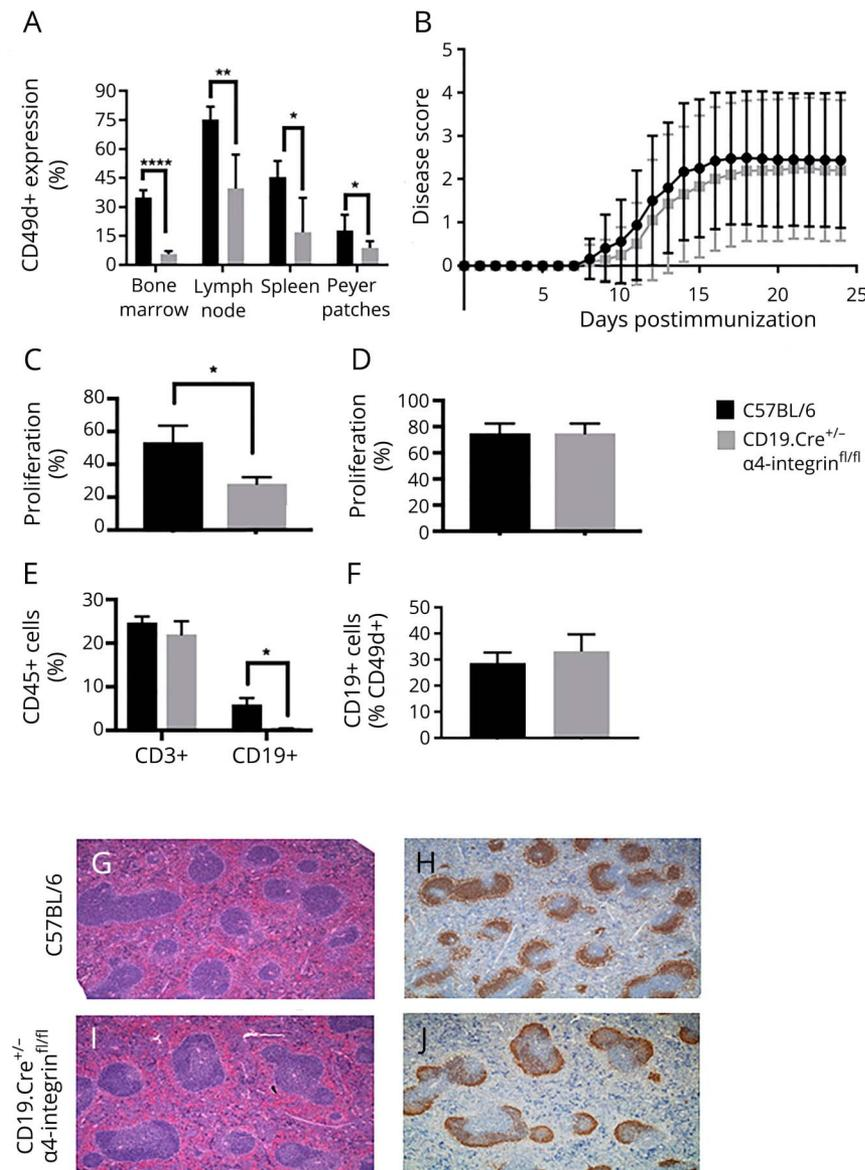 A
CD49d+ expression
(%)
90
75
60
45
30
15
0
****
**
*
*
Bone
marrow
Lymph
node
Spleen
Peyer
patches
B
Disease score
5
4
3
2
1
0
5
10
15
20
25
Days postimmunization
C
Proliferation
(%)
80
60
40
20
0
*
D
Proliferation
(%)
100
80
60
40
20
0
C57BL/6
CD19.Cre+/–
α4-integrinfl/fl
E
CD45+ cells
(%)
30
20
10
0
*
CD3+
CD19+
F
CD19+ cells
(% CD49d+)
50
40
30
20
10
0
C57BL/6
G
H
CD19.Cre+/–
α4-integrinfl/fl
I
J